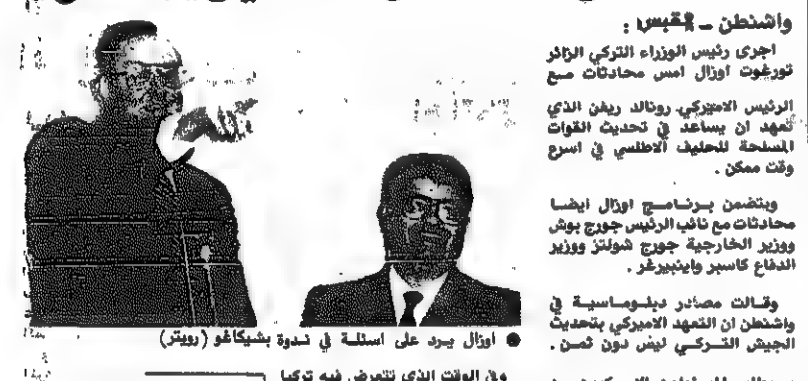 واشنطن ـ القبس :
اجرى رئيس الوزراء التركي الزائر
تورغوت اوزال امس محادثات مع
الرئيس الاميركي رونالد ريغن الذي
تعهد ان يساعد في تحديث القوات
المسلحة للحليف الاطلسي في اسرع
وقت ممكن .
ويتضمن برنامج اوزال ايضا
محادثات مع نائب الرئيس جورج بوش
ووزير الخارجية جورج شولتز ووزير
الدفاع كاسبر واينبيرغر .
وقالت مصادر دبلوماسية في
واشنطن ان التعهد الاميركي بتحديث
الجيش التركي ليس دون ثمن .
● اوزال يرد على اسئلة في ندوة بشيكاغو (رويتر)
وفي الوقت الذي تتعرض فيه تركيا